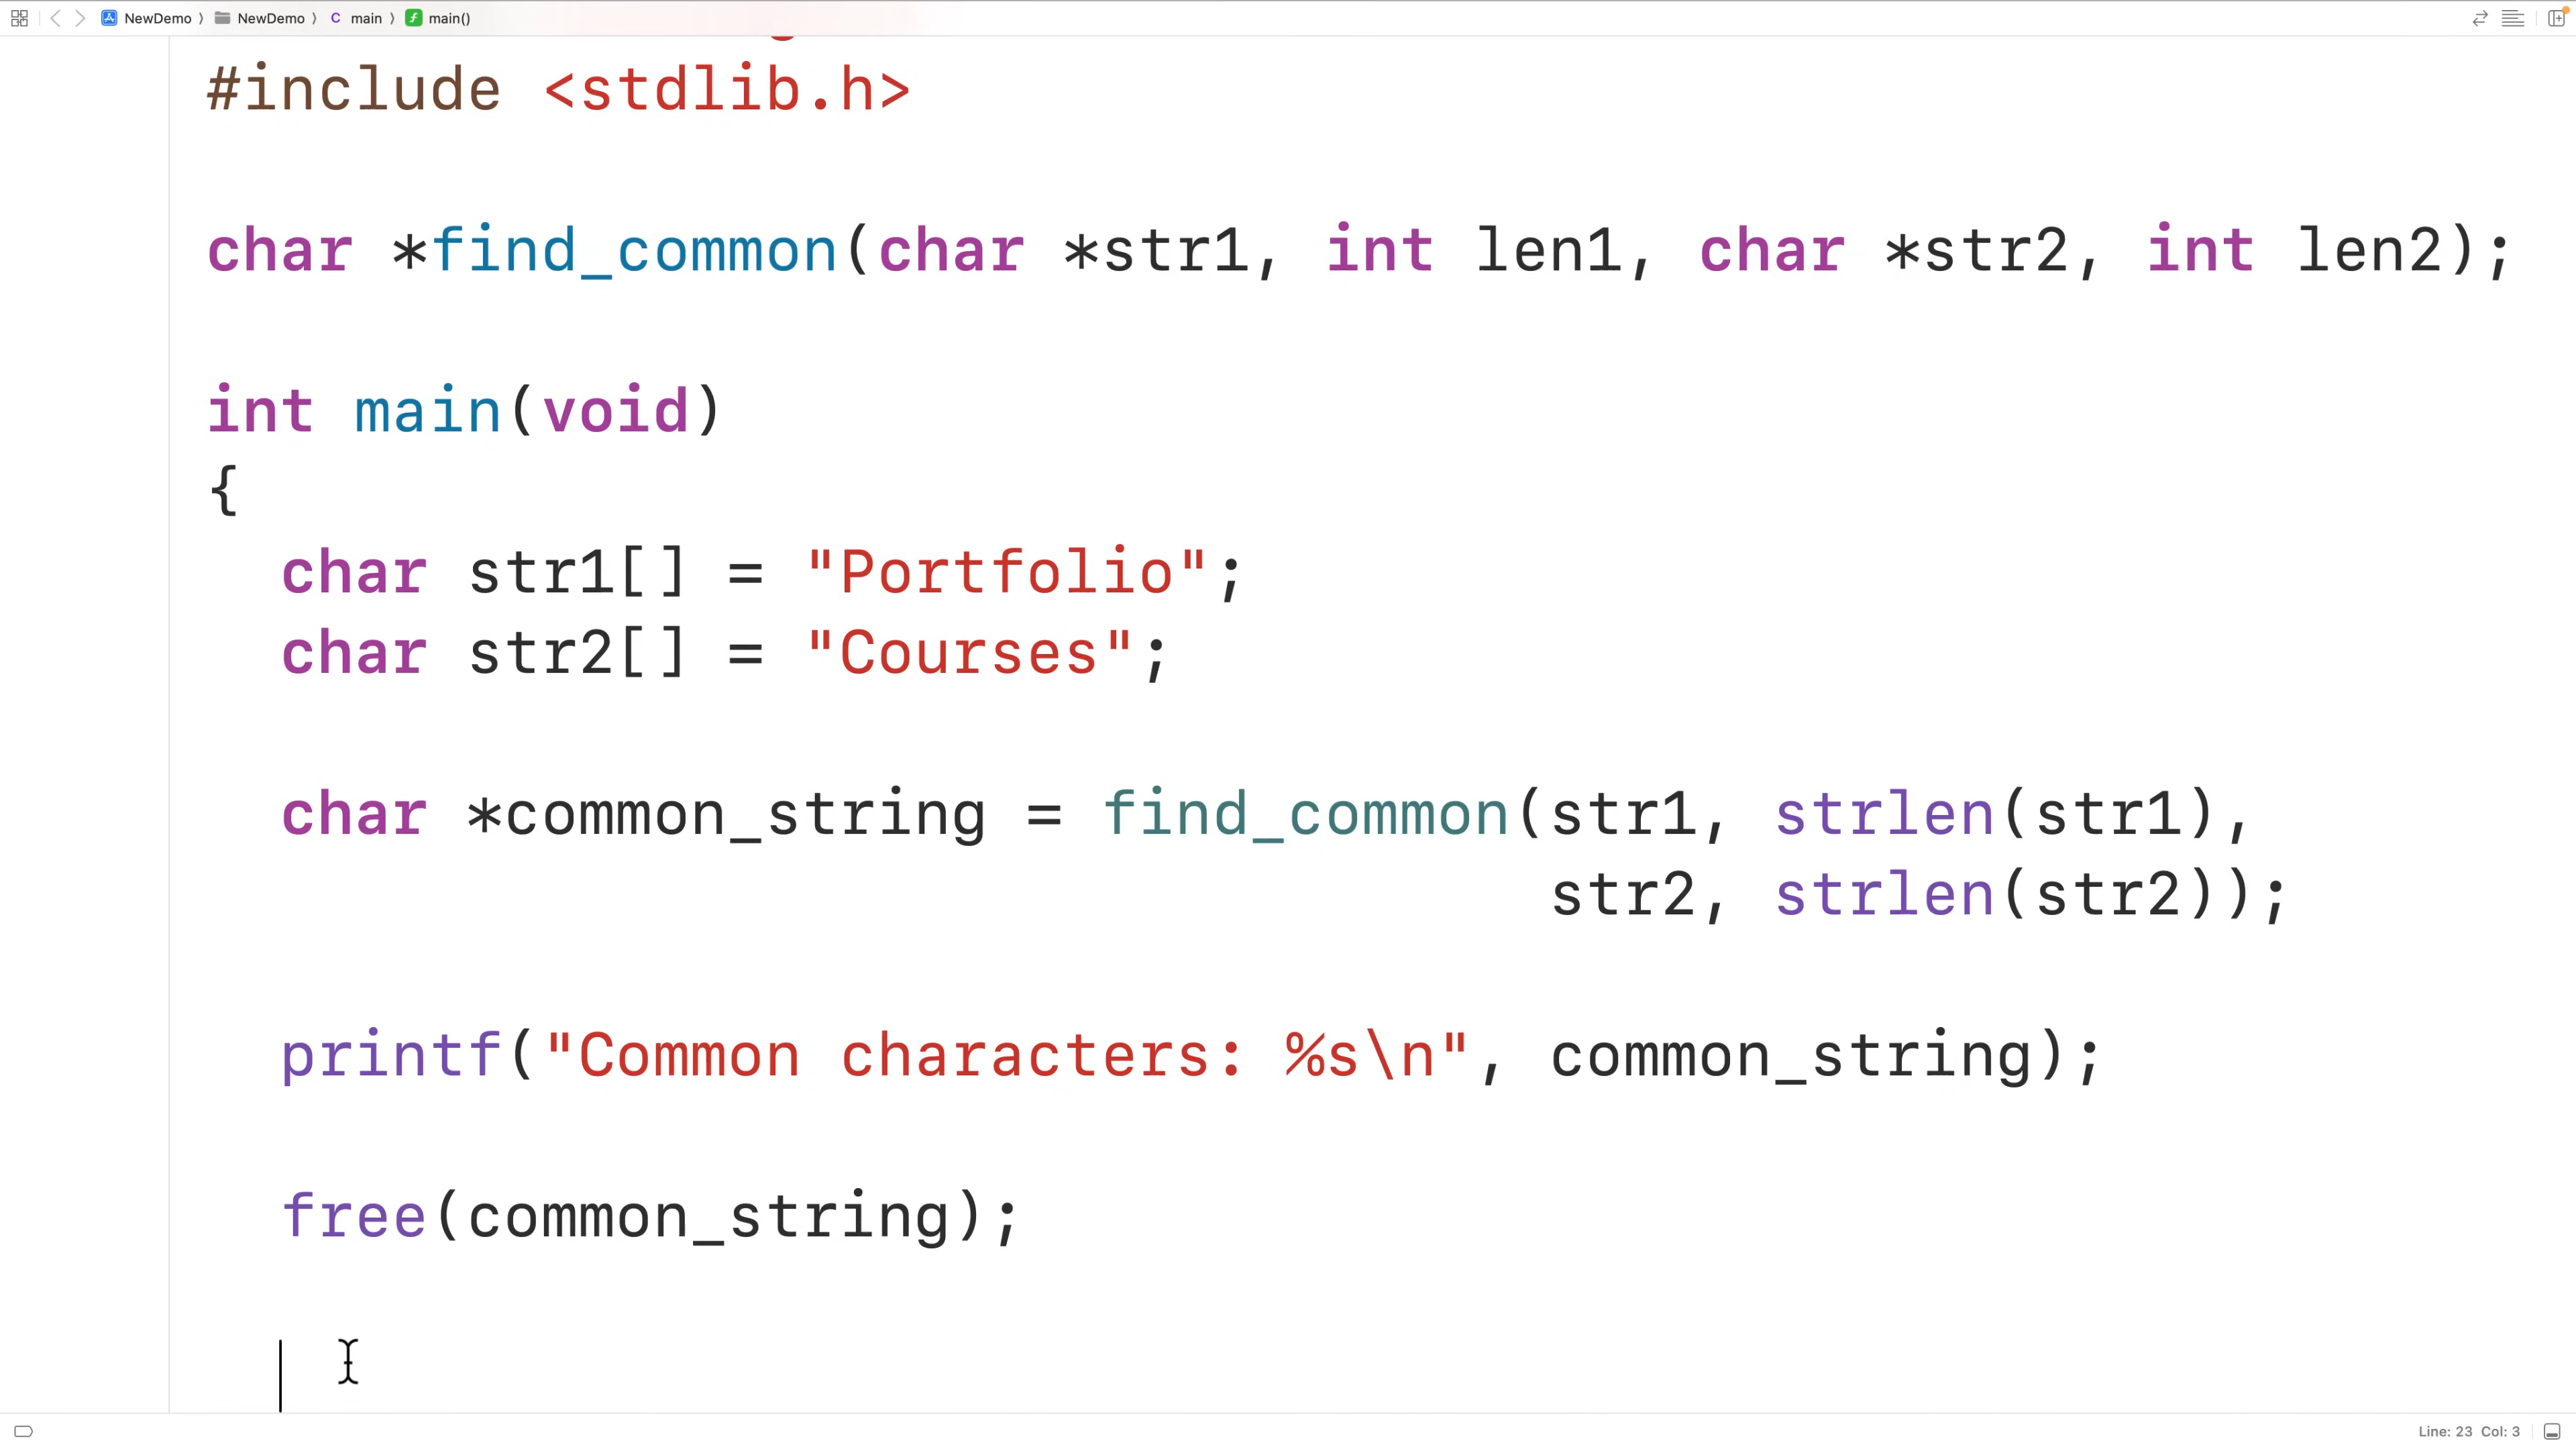 NewDemo 〉 NewDemo 〉 C main 〉 f main()
#include <stdlib.h>
char *find_common(char *str1, int len1, char *str2, int len2);
int main(void)
{
char str1[] = "Portfolio";
char str2[] = "Courses";
char *common_string = find_common(str1, strlen(str1),
str2, strlen(str2));
printf("Common characters: %s\n", common_string);
free(common_string);
Line: 23 Col: 3